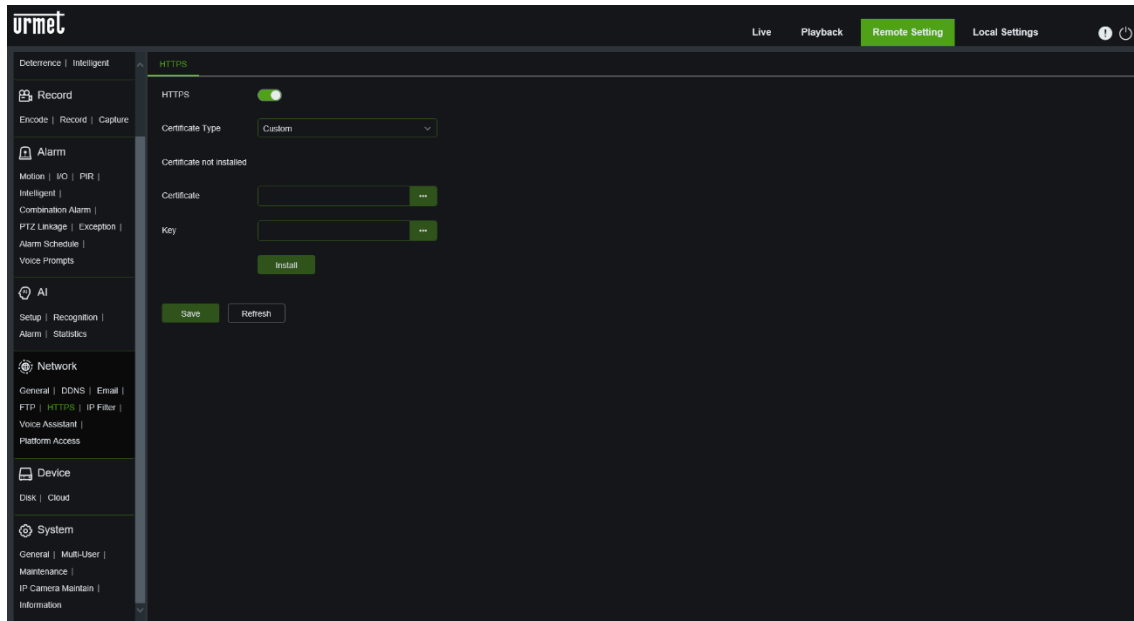 urmet
Live Playback Remote Setting Local Settings
Deterrence | Intelligent
Record
Encode | Record | Capture
Alarm
Motion | I/O | PIR |
Intelligent |
Combination Alarm |
PTZ Linkage | Exception |
Alarm Schedule |
Voice Prompts
AI
Setup | Recognition |
Alarm | Statistics
Network
General | DDNS | Email |
FTP | HTTPS | IP Filter |
Voice Assistant |
Platform Access
Device
Disk | Cloud
System
General | Multi-User |
Maintenance |
IP Camera Maintain |
Information
HTTPS
HTTPS
Certificate Type Custom
Certificate not installed
Certificate ...
Key ...
Install
Save Refresh